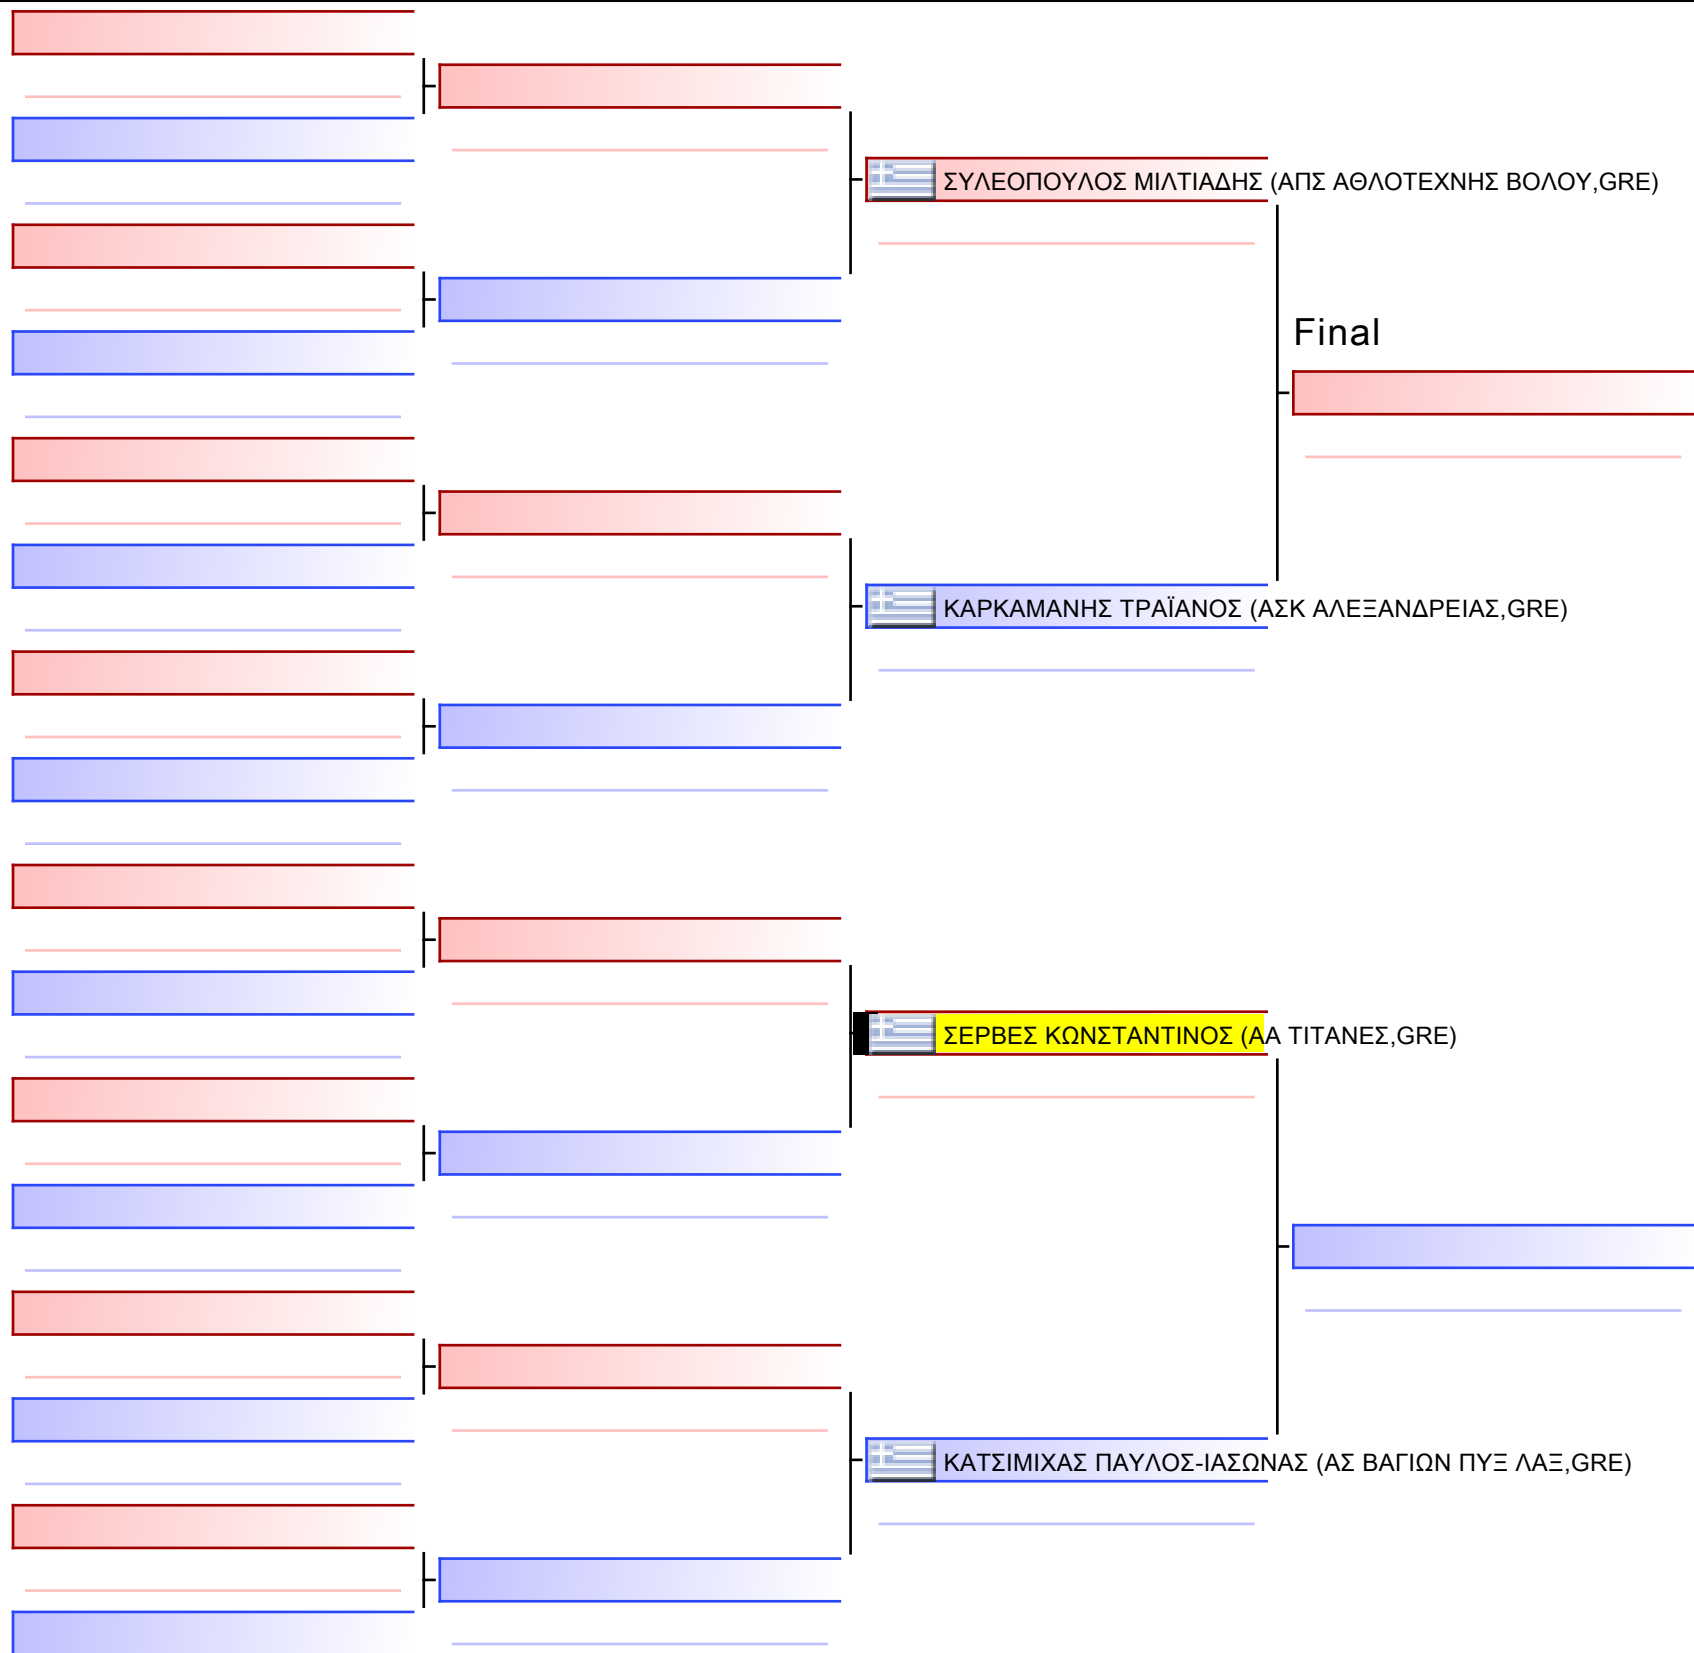 ΣΥΛΕΟΠΟΥΛΟΣ ΜΙΛΤΙΑΔΗΣ (ΑΠΣ ΑΘΛΟΤΕΧΝΗΣ ΒΟΛΟΥ,GRE)
Final
ΚΑΡΚΑΜΑΝΗΣ ΤΡΑΪΑΝΟΣ (ΑΣΚ ΑΛΕΞΑΝΔΡΕΙΑΣ,GRE)
ΣΕΡΒΕΣ ΚΩΝΣΤΑΝΤΙΝΟΣ (ΑΑ ΤΙΤΑΝΕΣ,GRE)
ΚΑΤΣΙΜΙΧΑΣ ΠΑΥΛΟΣ-ΙΑΣΩΝΑΣ (ΑΣ ΒΑΓΙΩΝ ΠΥΞ ΛΑΞ,GRE)